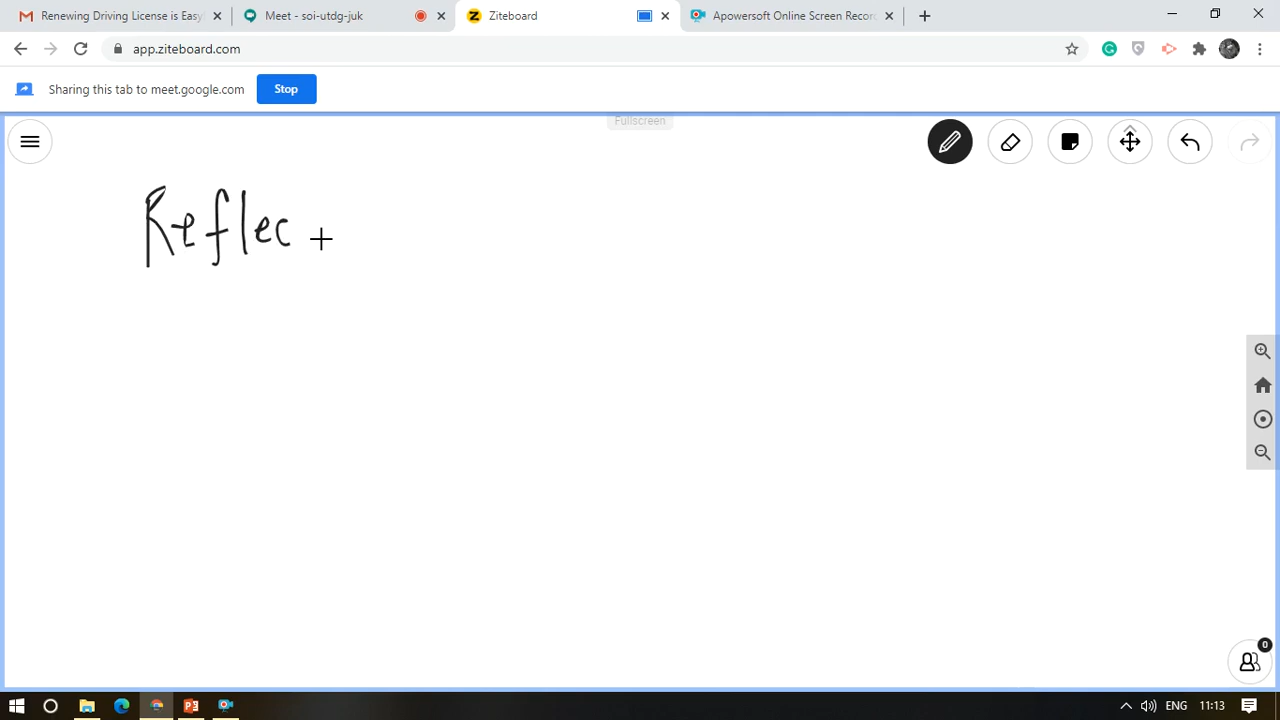 Renewing Driving License is Easy
Meet - soi-utdg-juk
Ziteboard
Apowersoft Online Screen Recor
app.ziteboard.com
Sharing this tab to meet.google.com
Stop
Fullscreen
Reflec
0
ENG
11:13